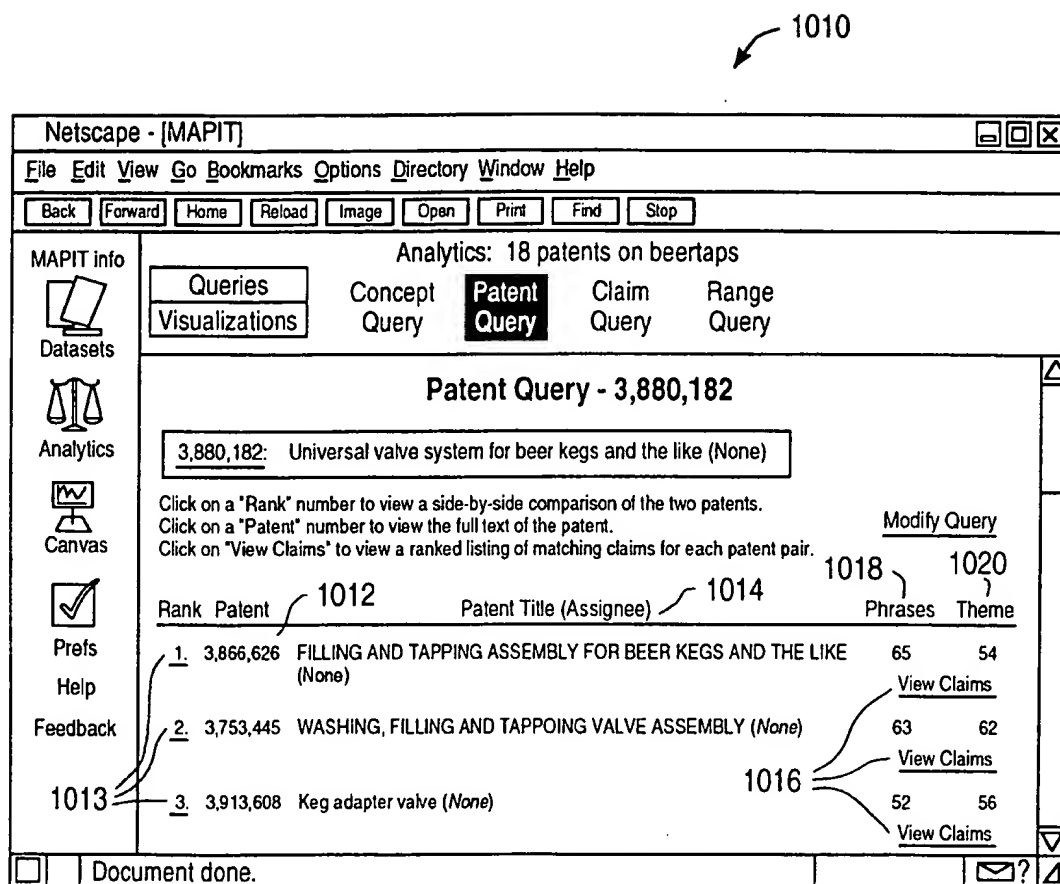 1010
Netscape - [MAPIT]
File Edit View Go Bookmarks Options Directory Window Help
Back Forward Home Reload Image Open Print Find Stop
MAPIT info
Datasets
Analytics
Canvas
Prefs
Help
Feedback
Analytics: 18 patents on beertaps
Queries
Visualizations
Concept Query
Patent Query
Claim Query
Range Query
Patent Query - 3,880,182
3,880,182: Universal valve system for beer kegs and the like (None)
Click on a "Rank" number to view a side-by-side comparison of the two patents.
Click on a "Patent" number to view the full text of the patent.
Click on "View Claims" to view a ranked listing of matching claims for each patent pair.
Modify Query
1012
1014
1018
1020
Rank Patent Patent Title (Assignee) Phrases Theme
1. 3,866,626 FILLING AND TAPPING ASSEMBLY FOR BEER KEGS AND THE LIKE 65 54
(None)
View Claims
2. 3,753,445 WASHING, FILLING AND TAPPOING VALVE ASSEMBLY (None) 63 62
View Claims
1013
1016
3. 3,913,608 Keg adapter valve (None) 52 56
View Claims
Document done.
?